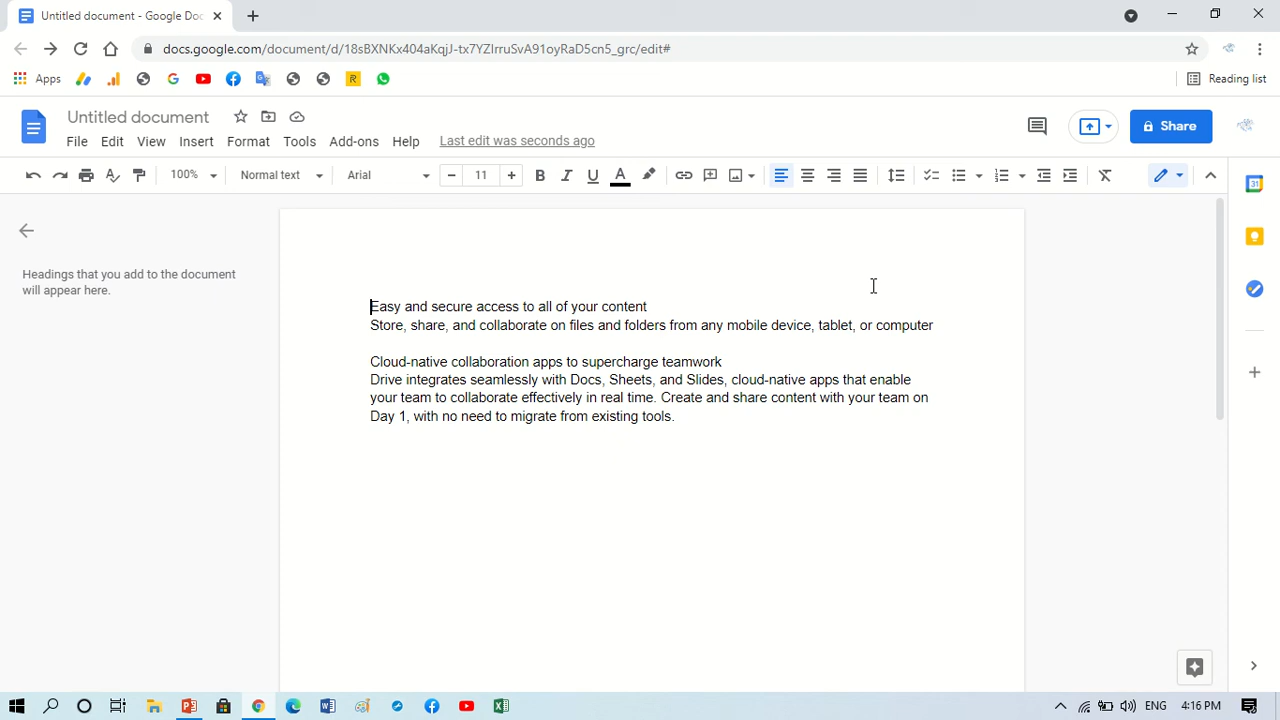 Untitled document - Google Doc
docs.google.com/document/d/18sBXNKx404aKqjJ-tx7YZIrruSvA91oyRaD5cn5_grc/edit#
Apps
Reading list
Untitled document
File Edit View Insert Format Tools Add-ons Help Last edit was seconds ago
Share
100% Normal text Arial 11
Headings that you add to the document
will appear here.
Easy and secure access to all of your content
Store, share, and collaborate on files and folders from any mobile device, tablet, or computer
Cloud-native collaboration apps to supercharge teamwork
Drive integrates seamlessly with Docs, Sheets, and Slides, cloud-native apps that enable
your team to collaborate effectively in real time. Create and share content with your team on
Day 1, with no need to migrate from existing tools.
ENG 4:16 PM